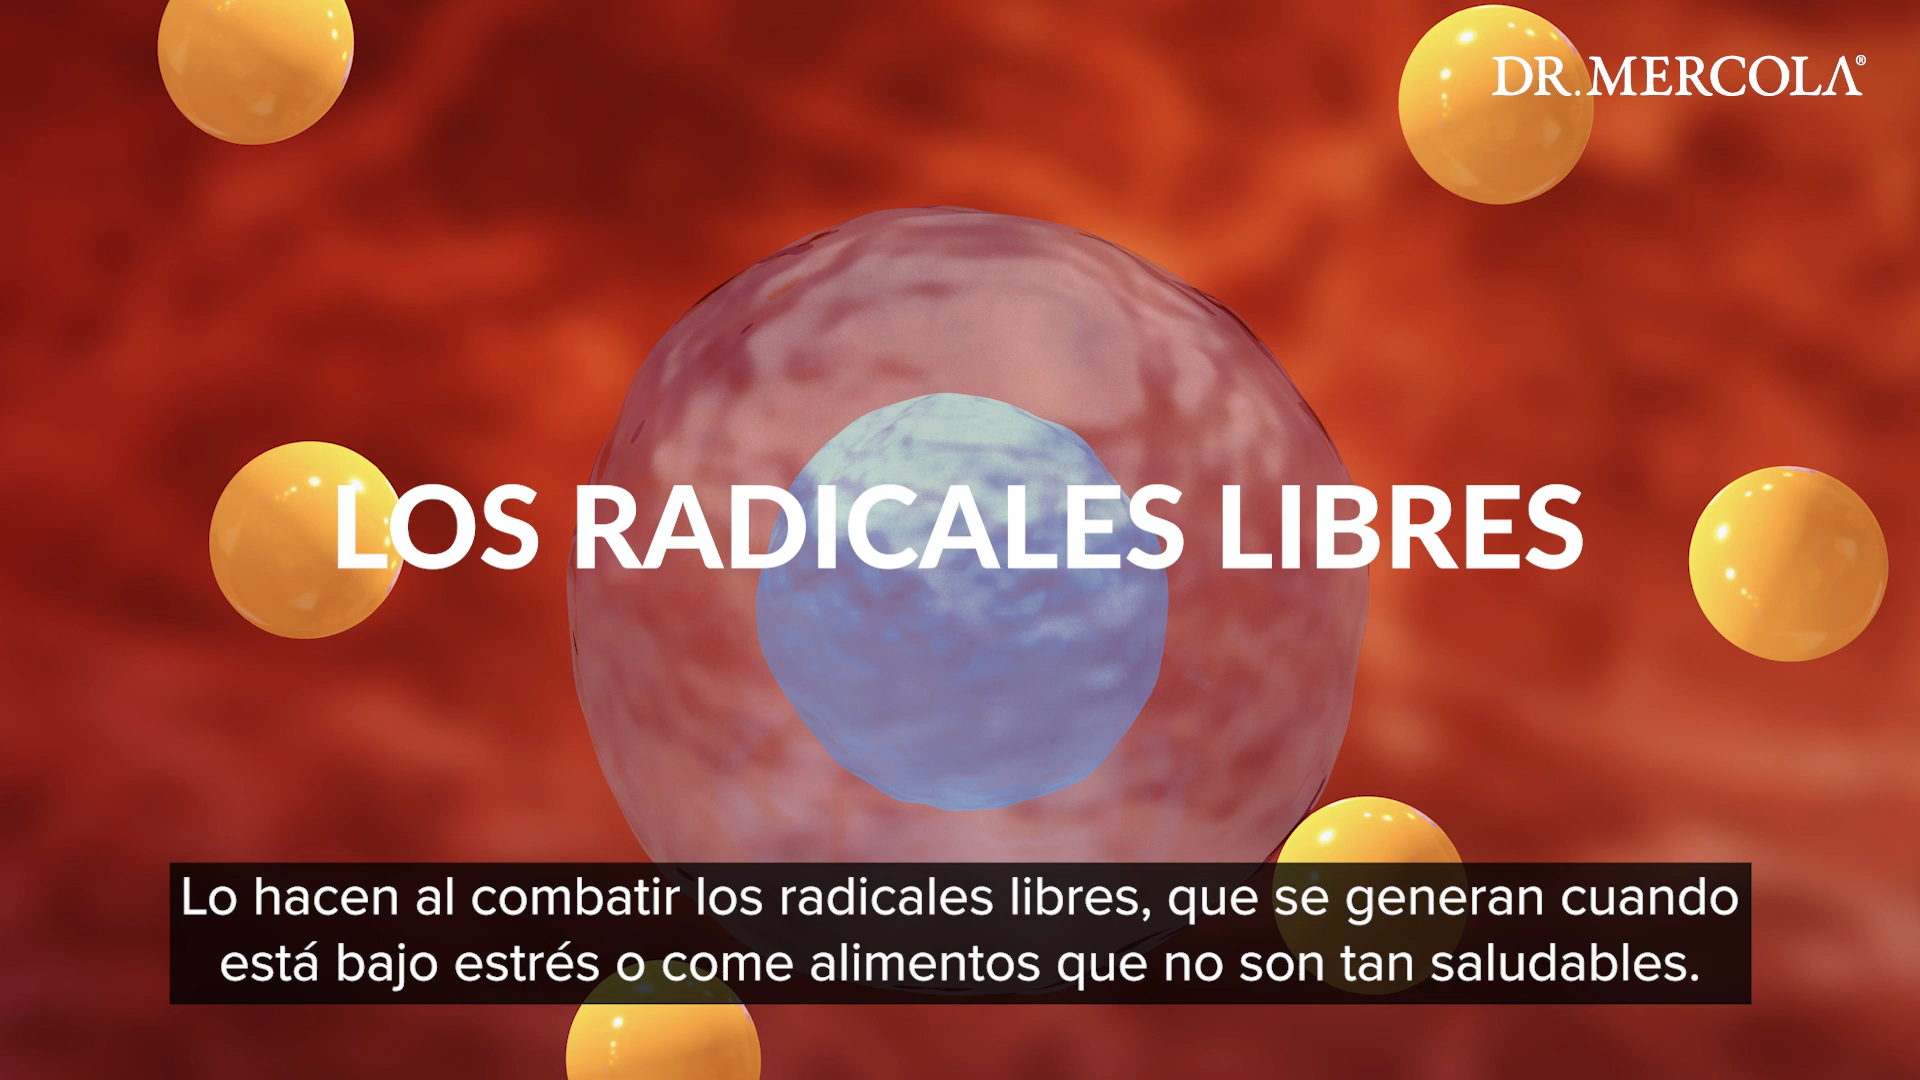 DR. MERCOLA®
LOS RADICALES LIBRES
Lo hacen al combatir los radicales libres, que se generan cuando
está bajo estrés o come alimentos que no son tan saludables.